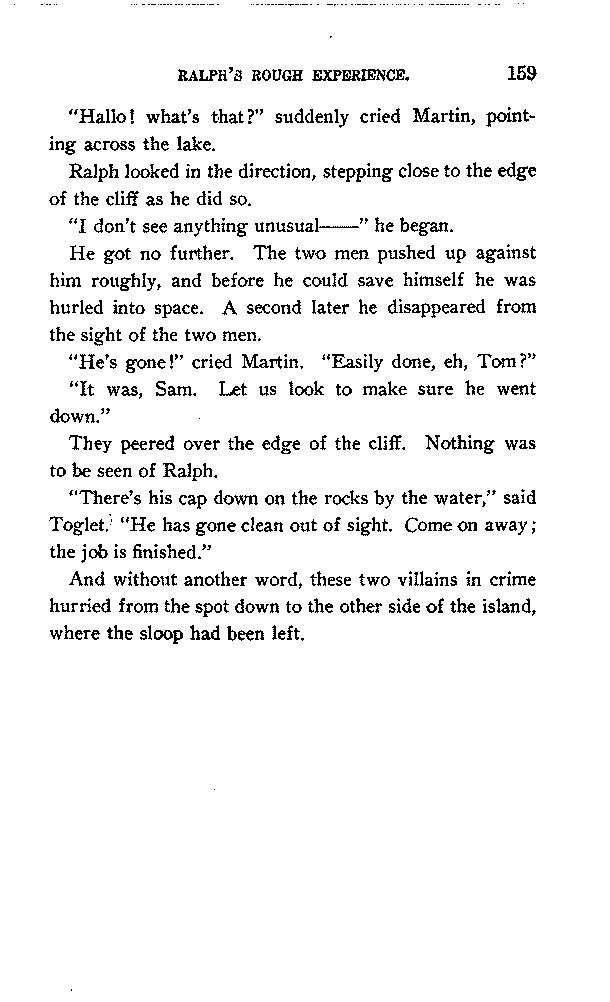 RALPH'S ROUGH EXPERIENCE. 159
"Hallo! what's that?" suddenly cried Martin, point-
ing across the lake.
Ralph looked in the direction, stepping close to the edge
of the cliff as he did so.
"I don't see anything unusual——" he began.
He got no further. The two men pushed up against
him roughly, and before he could save himself he was
hurled into space. A second later he disappeared from
the sight of the two men.
"He's gone!" cried Martin. "Easily done, eh, Tom?"
"It was, Sam. Let us look to make sure he went
down."
They peered over the edge of the cliff. Nothing was
to be seen of Ralph.
"There's his cap down on the rocks by the water," said
Toglet. "He has gone clean out of sight. Come on away;
the job is finished."
And without another word, these two villains in crime
hurried from the spot down to the other side of the island,
where the sloop had been left.